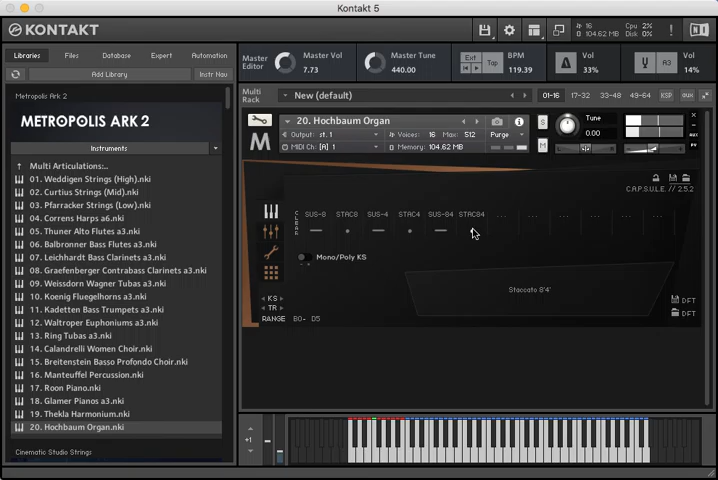 Kontakt 5
KONTAKT
16
104.62 MB
Cpu 2%
Disk 0%
Libraries
Files
Database
Expert
Automation
Add Library
Instr Nav
Master
Editor
Master Vol
7.73
Master Tune
440.00
Ext
Tap
BPM
119.39
Vol
33%
A3
Vol
14%
Multi
Rack
New (default)
01-16
17-32
33-48
49-64
KSP
aux
Metropolis Ark 2
METROPOLIS ARK 2
Instruments
Multi Articulations:..
01. Weddigen Strings (High).nki
02. Curtius Strings (Mid).nki
03. Pfarracker Strings (Low).nki
04. Correns Harps a6.nki
05. Thuner Alto Flutes a3.nki
06. Balbronner Bass Flutes a3.nki
07. Leichhardt Bass Clarinets a3.nki
08. Graefenberger Contrabass Clarinets a3.nki
09. Weissdorn Wagner Tubas a3.nki
10. Koenig Fluegelhorns a3.nki
11. Kadetten Bass Trumpets a3.nki
12. Waltroper Euphoniums a3.nki
13. Ring Tubas a3.nki
14. Calandrelli Women Choir.nki
15. Breitenstein Basso Profondo Choir.nki
16. Manteuffel Percussion.nki
17. Roon Piano.nki
18. Glamer Pianos a3.nki
19. Thekla Harmonium.nki
20. Hochbaum Organ.nki
Cinematic Studio Strings
20. Hochbaum Organ
Output: st. 1
Voices: 16
Max: 512
Purge
MIDI Ch: [A] 1
Memory: 104.62 MB
S
M
Tune
0.00
C.A.P.S.U.L.E. // 2.5.2
CLEAR
SUS-8
STAC8
SUS-4
STAC4
SUS-84
STAC84
Mono/Poly KS
Staccato 8'4'
KS
TR
RANGE
B0- D5
DFT
DFT
+1